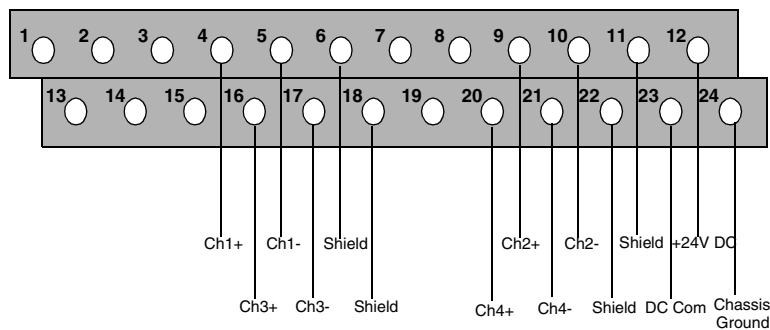 1 2 3 4 5 6 7 8 9 10 11 12
13 14 15 16 17 18 19 20 21 22 23 24
Ch1+ Ch1- Shield Ch2+ Ch2- Shield +24V DC
Ch3+ Ch3- Shield Ch4+ Ch4- Shield DC Com Chassis
Ground